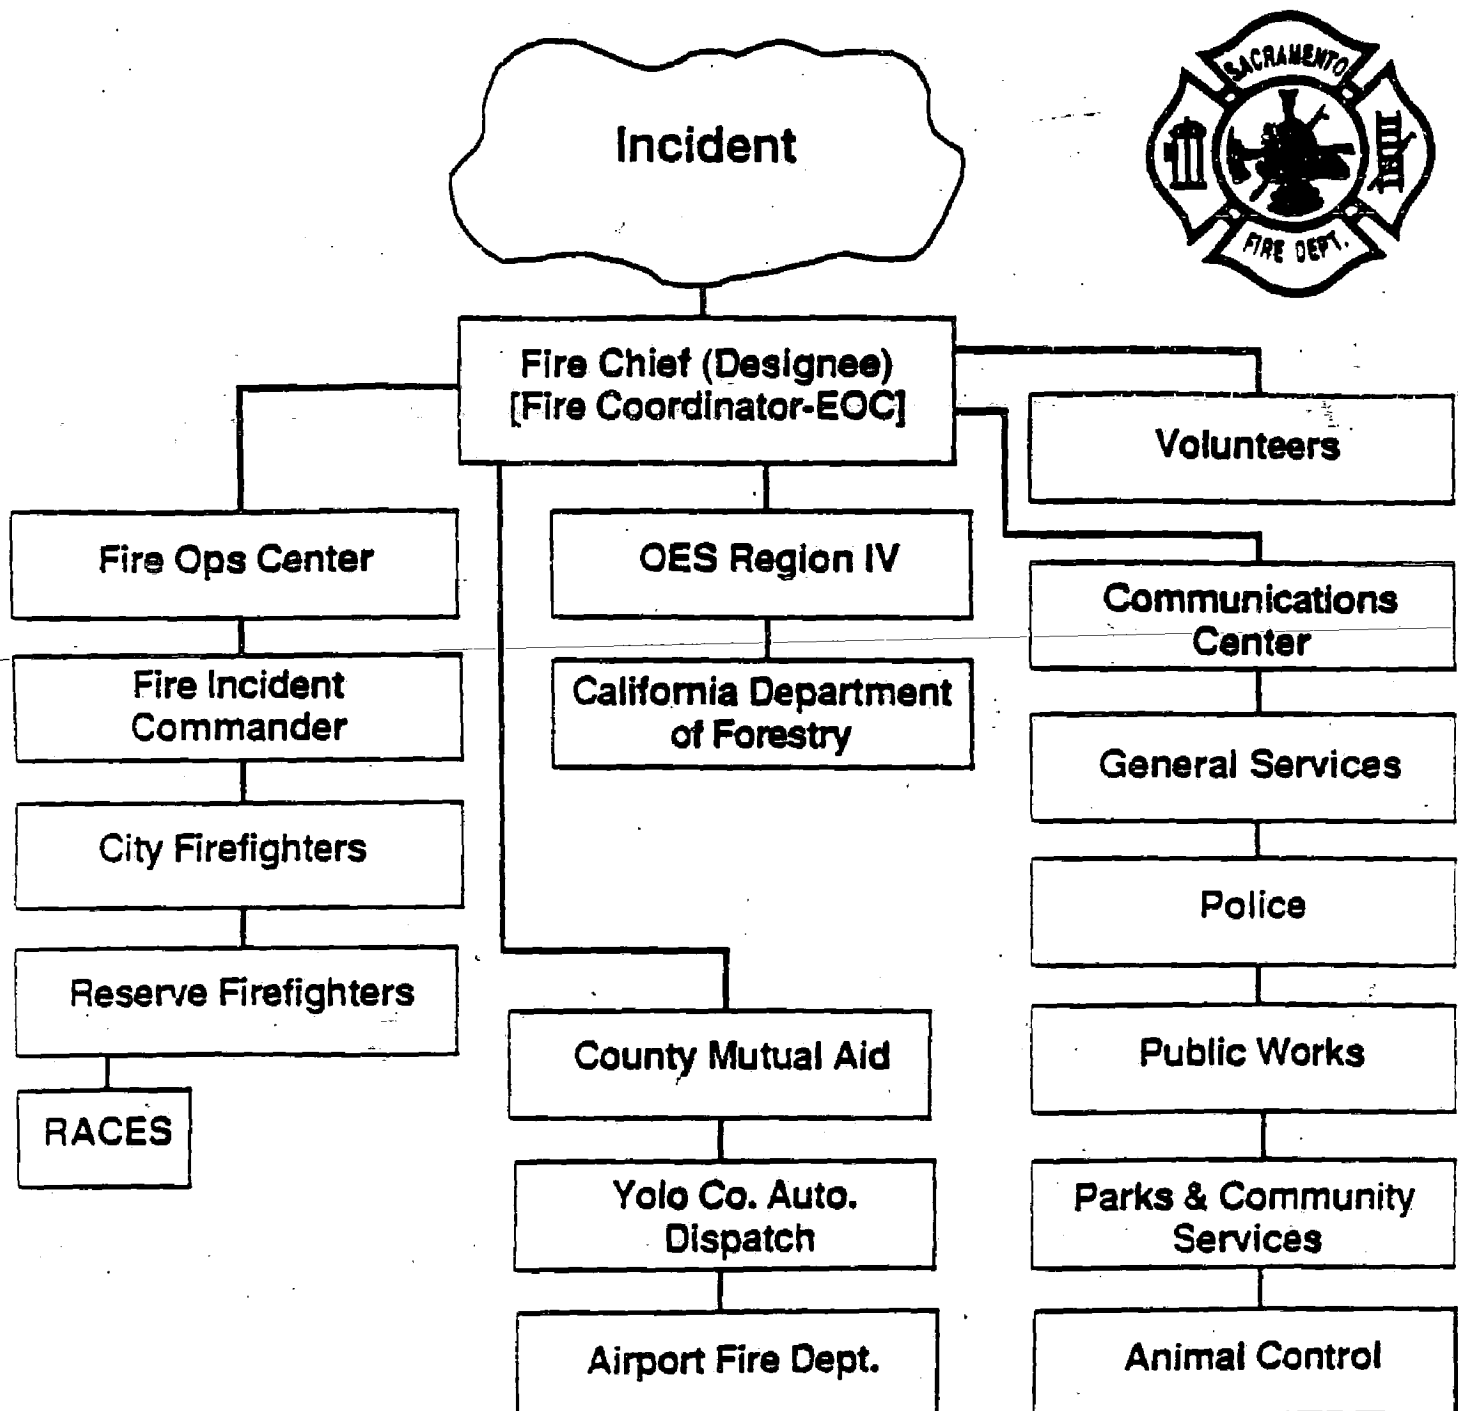 Incident
SACRAMENTO
FIRE DEPT.
Fire Chief (Designee)
[Fire Coordinator-EOC]
Volunteers
Fire Ops Center
OES Region IV
Communications
Center
Fire Incident
Commander
California Department
of Forestry
General Services
City Firefighters
Police
Reserve Firefighters
County Mutual Aid
Public Works
RACES
Yolo Co. Auto.
Dispatch
Parks & Community
Services
Airport Fire Dept.
Animal Control